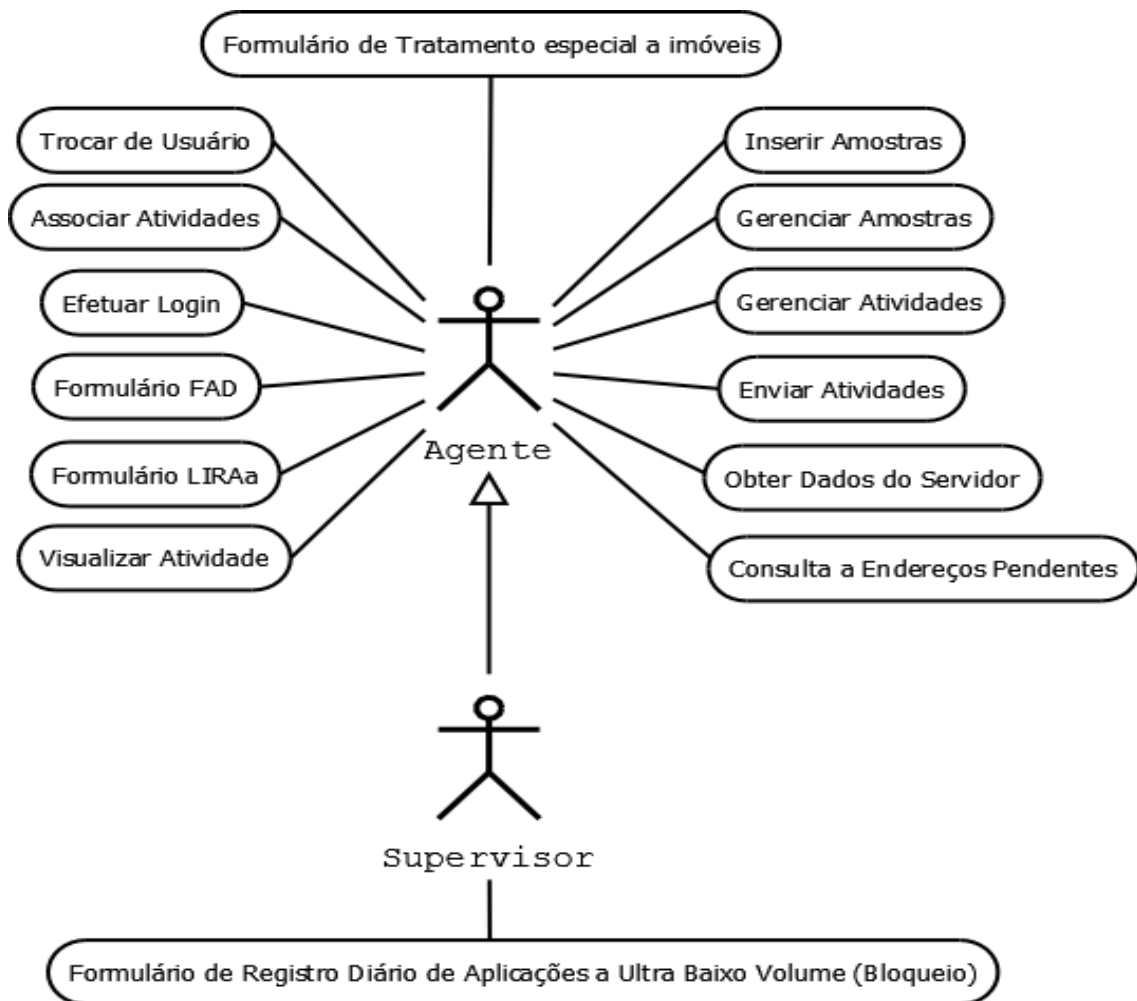 Formulário de Tratamento especial a imóveis
Trocar de Usuário
Associar Atividades
Efetuar Login
Formulário FAD
Formulário LIRAa
Visualizar Atividade
Inserir Amostras
Gerenciar Amostras
Gerenciar Atividades
Enviar Atividades
Obter Dados do Servidor
Consulta a Endereços Pendentes
Agente
Supervisor
Formulário de Registro Diário de Aplicações a Ultra Baixo Volume (Bloqueio)